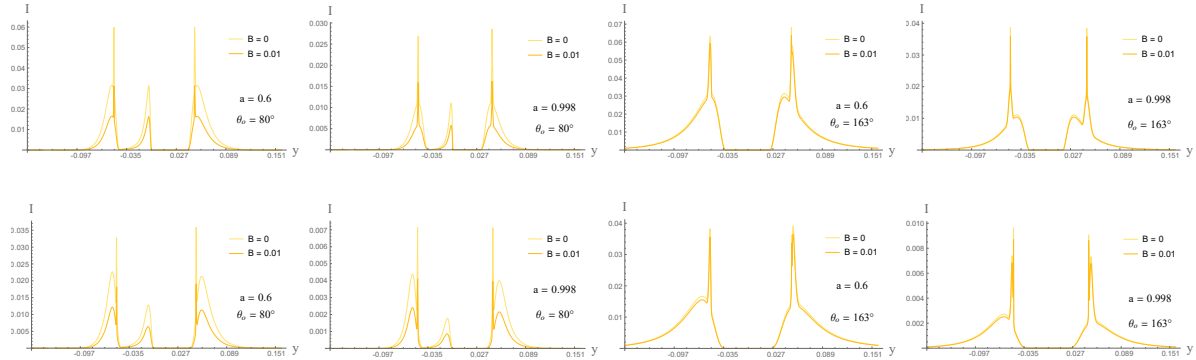 I
0.06
0.05
0.04
0.03
0.02
0.01
-0.097 -0.035 0.027 0.089 0.151 y
B = 0
B = 0.01
a = 0.6
θo = 80°
I
0.030
0.025
0.020
0.015
0.010
0.005
-0.097 -0.035 0.027 0.089 0.151 y
B = 0
B = 0.01
a = 0.998
θo = 80°
I
0.07
0.06
0.05
0.04
0.03
0.02
0.01
-0.097 -0.035 0.027 0.089 0.151 y
B = 0
B = 0.01
a = 0.6
θo = 163°
I
0.04
0.03
0.02
0.01
-0.097 -0.035 0.027 0.089 0.151 y
B = 0
B = 0.01
a = 0.998
θo = 163°
I
0.035
0.030
0.025
0.020
0.015
0.010
0.005
-0.097 -0.035 0.027 0.089 0.151 y
B = 0
B = 0.01
a = 0.6
θo = 80°
I
0.007
0.006
0.005
0.004
0.003
0.002
0.001
-0.097 -0.035 0.027 0.089 0.151 y
B = 0
B = 0.01
a = 0.998
θo = 80°
I
0.04
0.03
0.02
0.01
-0.097 -0.035 0.027 0.089 0.151 y
B = 0
B = 0.01
a = 0.6
θo = 163°
I
0.010
0.008
0.006
0.004
0.002
-0.097 -0.035 0.027 0.089 0.151 y
B = 0
B = 0.01
a = 0.998
θo = 163°